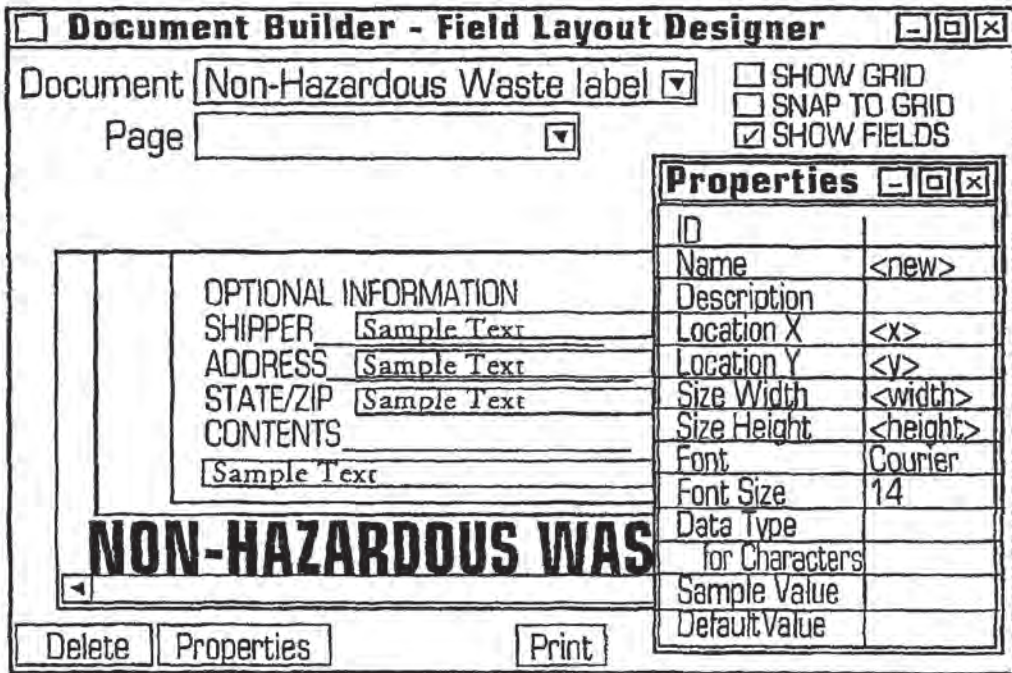 Document Builder - Field Layout Designer
Document Non-Hazardous Waste label
Page
SHOW GRID
SNAP TO GRID
SHOW FIELDS
OPTIONAL INFORMATION
SHIPPER Sample Text
ADDRESS Sample Text
STATE/ZIP Sample Text
CONTENTS
Sample Text
NON-HAZARDOUS WAS
Properties
ID
Name <new>
Description
Location X <x>
Location Y <y>
Size Width <width>
Size Height <height>
Font Courier
Font Size 14
Data Type
for Characters
Sample Value
Default Value
Delete Properties Print